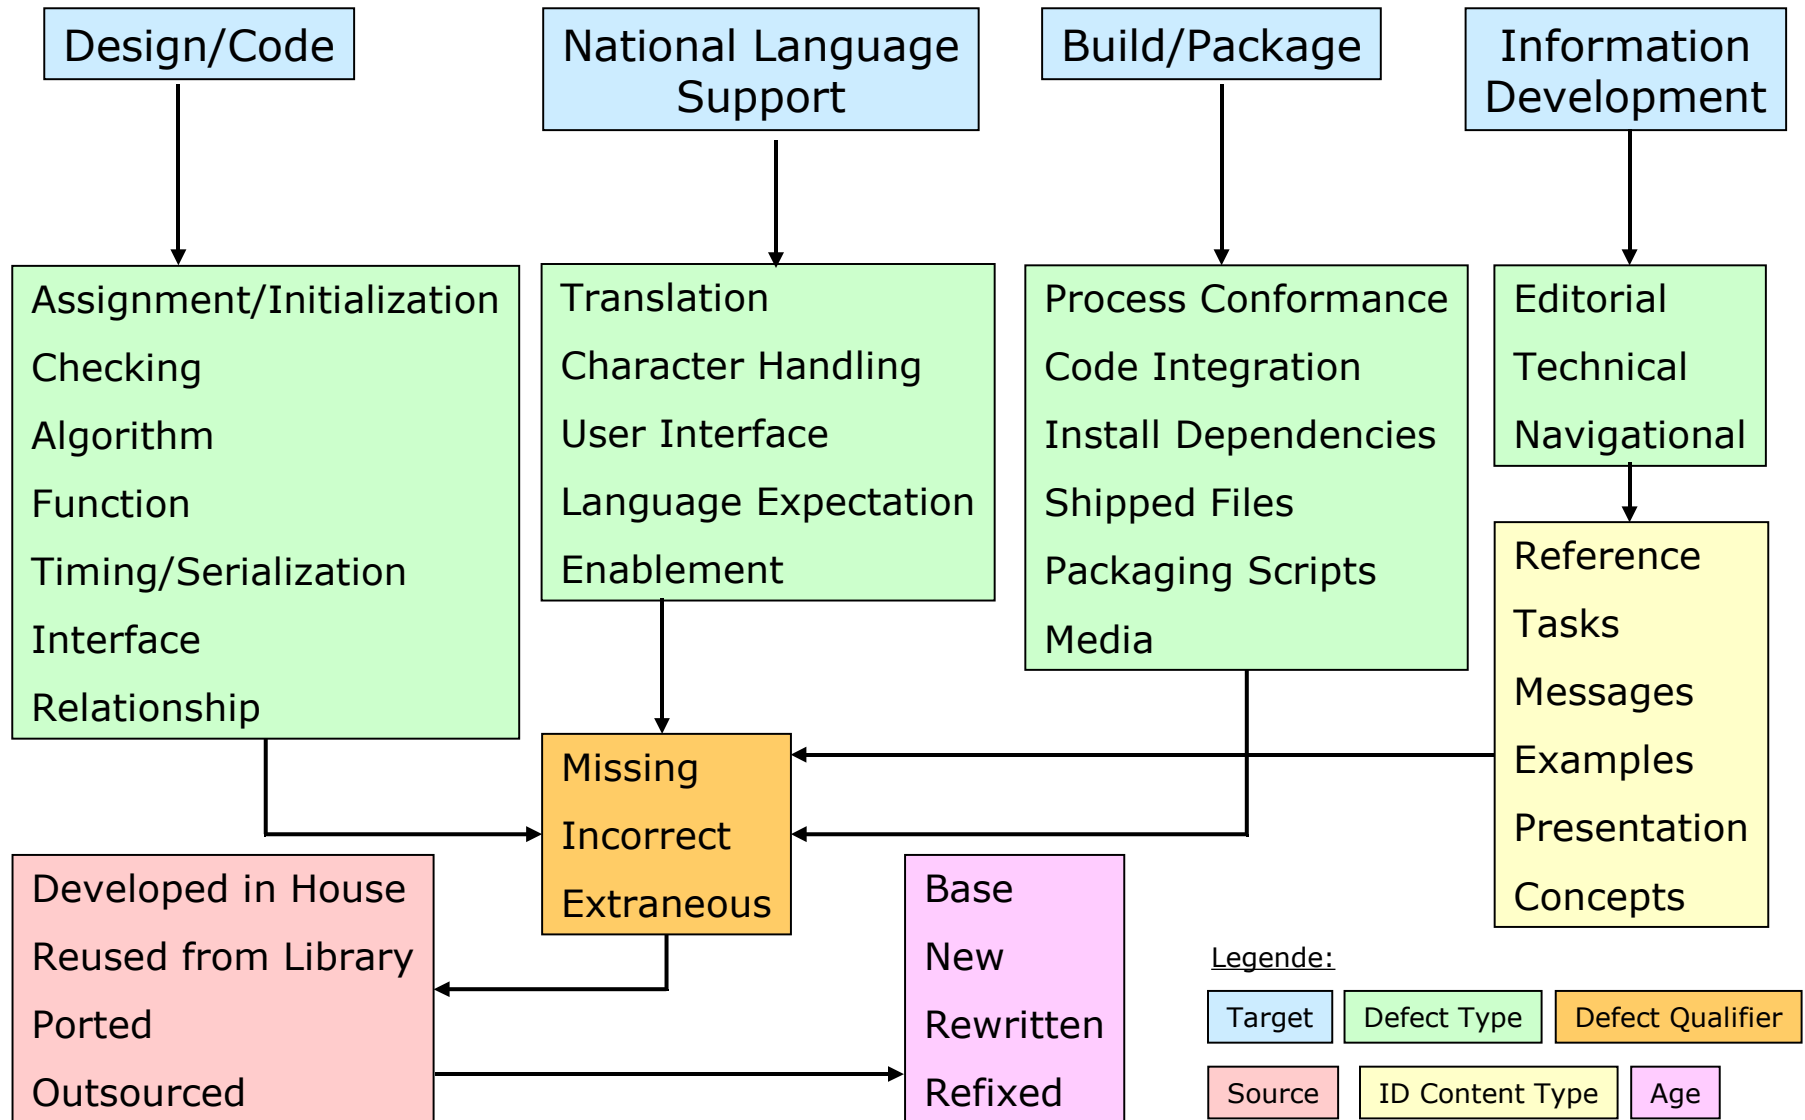 Design/Code
National Language
Support
Build/Package
Information
Development
Assignment/Initialization
Checking
Algorithm
Function
Timing/Serialization
Interface
Relationship
Translation
Character Handling
User Interface
Language Expectation
Enablement
Process Conformance
Code Integration
Install Dependencies
Shipped Files
Packaging Scripts
Media
Editorial
Technical
Navigational
Reference
Tasks
Messages
Examples
Presentation
Concepts
Missing
Incorrect
Extraneous
Developed in House
Reused from Library
Ported
Outsourced
Base
New
Rewritten
Refixed
Legende:
Target
Defect Type
Defect Qualifier
Source
ID Content Type
Age